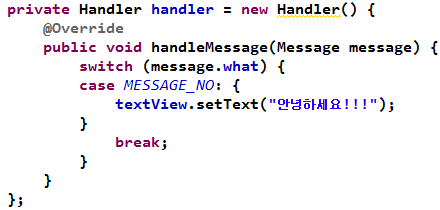 private Handler handler = new Handler() {
    @Override
    public void handleMessage(Message message) {
        switch (message.what) {
        case MESSAGE_NO: {
            textView.setText("안녕하세요!!!");
        }
            break;
        }
    }
};